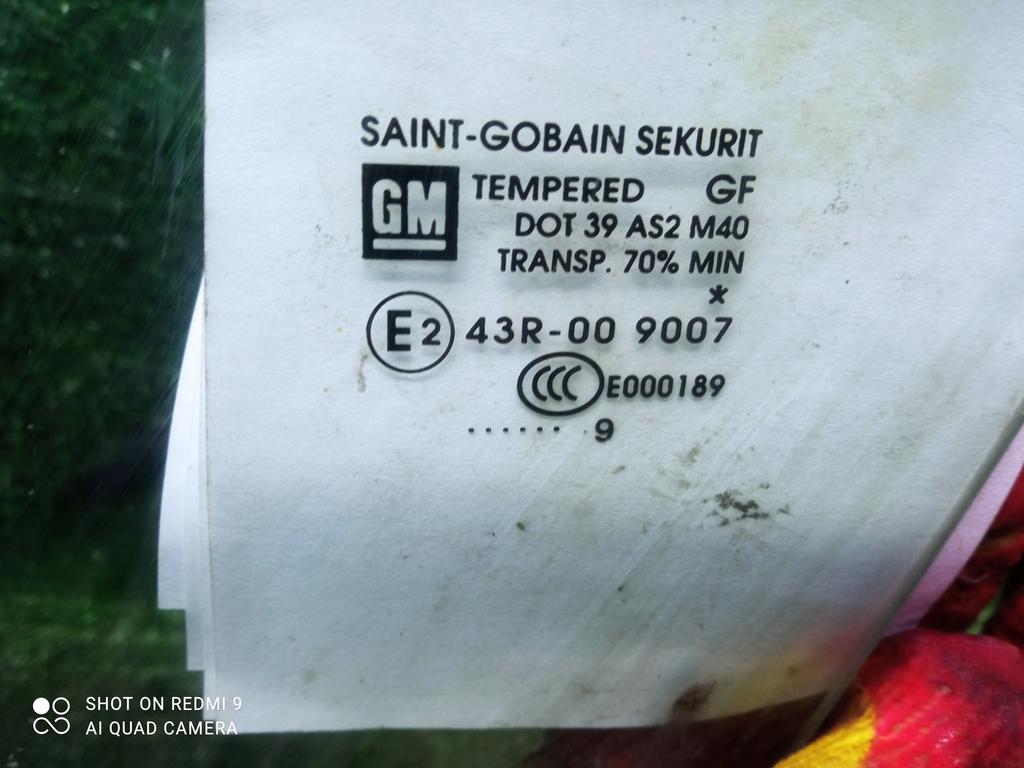 SAINT-GOBAIN SEKURIT
GM TEMPERED GF
DOT 39 AS2 M40
TRANSP. 70% MIN
*
E2 43R-00 9007
CCC E000189
...... .9
SHOT ON REDMI 9
AI QUAD CAMERA